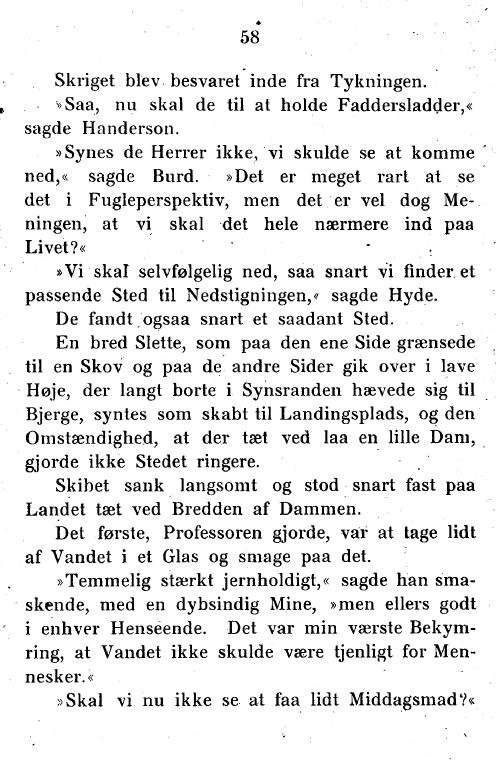 58
Skriget blev besvaret inde fra Tykningen.
»Saa, nu skal de til at holde Faddersladder,«
sagde Handerson.
»Synes de Herrer ikke, vi skulde se at komme
ned,« sagde Burd. »Det er meget rart at se
det i Fugleperspektiv, men det er vel dog Me-
ningen, at vi skal det hele nærmere ind paa
Livet?«
»Vi skal selvfølgelig ned, saa snart vi finder et
passende Sted til Nedstigningen,« sagde Hyde.
De fandt ogsaa snart et saadant Sted.
En bred Slette, som paa den ene Side grænsede
til en Skov og paa de andre Sider gik over i lave
Høje, der langt borte i Synsranden hævede sig til
Bjerge, syntes som skabt til Landingsplads, og den
Omstændighed, at der tæt ved laa en lille Dam,
gjorde ikke Stedet ringere.
Skibet sank langsomt og stod snart fast paa
Landet tæt ved Bredden af Dammen.
Det første, Professoren gjorde, var at tage lidt
af Vandet i et Glas og smage paa det.
»Temmelig stærkt jernholdigt,« sagde han sma-
skende, med en dybsindig Mine, »men ellers godt
i enhver Henseende. Det var min værste Bekym-
ring, at Vandet ikke skulde være tjenligt for Men-
nesker.«
»Skal vi nu ikke se at faa lidt Middagsmad?«